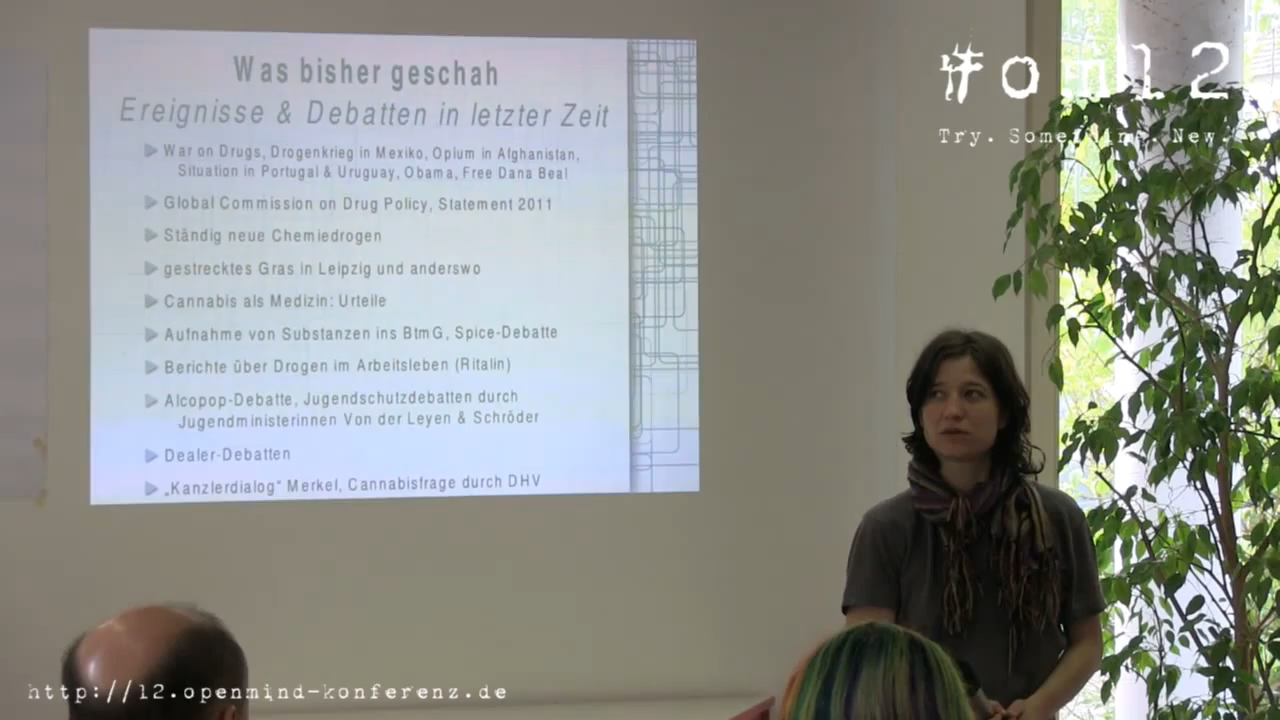 Was bisher geschah
Ereignisse & Debatten in letzter Zeit
War on Drugs, Drogenkrieg in Mexiko, Opium in Afghanistan,
Situation in Portugal & Uruguay, Obama, Free Dana Beal
Global Commission on Drug Policy, Statement 2011
Ständig neue Chemiedrogen
gestrecktes Gras in Leipzig und anderswo
Cannabis als Medizin: Urteile
Aufnahme von Substanzen ins BtmG, Spice-Debatte
Berichte über Drogen im Arbeitsleben (Ritalin)
Alcopop-Debatte, Jugendschutzdebatten durch
Jugendministerinnen Von der Leyen & Schröder
Dealer-Debatten
„Kanzlerdialog“ Merkel, Cannabisfrage durch DHV
#om12
Try. Something. New.
http://12.openmind-konferenz.de